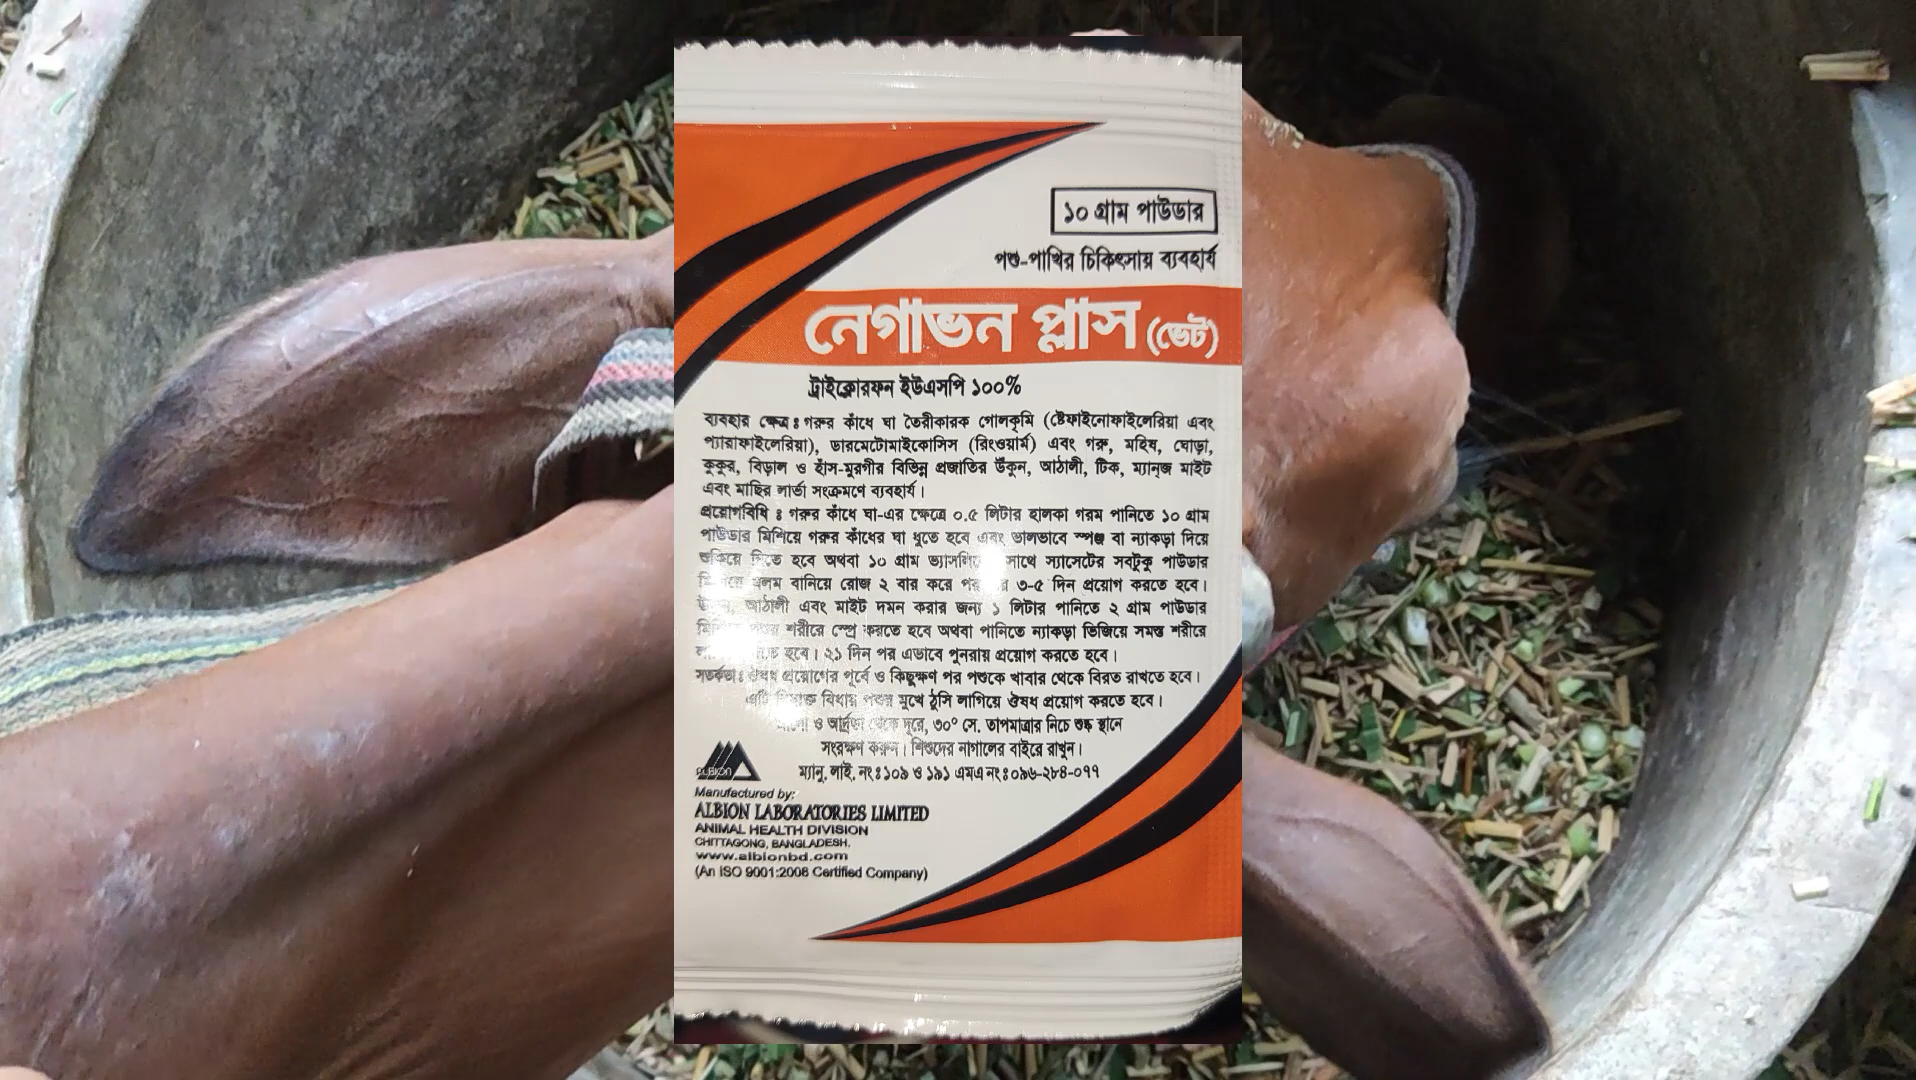 ১০ গ্রাম পাউডার
পশু-পাখির চিকিৎসায় ব্যবহার্য
নেগাভন প্লাস (ভেট)
ট্রাইক্লোরফন ইউএসপি ১০০%
ব্যবহার ক্ষেত্র ঃ গরুর কাঁধে ঘা তৈরীকারক গোলকৃমি (ষ্টেফাইনোফাইলেরিয়া এবং
প্যারাফাইলেরিয়া), ডারমেটোমাইকোসিস (রিংওয়ার্ম) এবং গরু, মহিষ, ঘোড়া,
কুকুর, বিড়াল ও হাঁস-মুরগীর বিভিন্ন প্রজাতির উঁকুন, আঠালী, টিক, ম্যান্জ মাইট
এবং মাছির লার্ভা সংক্রমণে ব্যবহার্য।
প্রয়োগবিধি ঃ গরুর কাঁধে ঘা-এর ক্ষেত্রে ০.৫ লিটার হালকা গরম পানিতে ১০ গ্রাম
পাউডার মিশিয়ে গরুর কাঁধের ঘা ধুতে হবে এবং ভালভাবে স্পঞ্জ বা ন্যাকড়া দিয়ে
শুকিয়ে দিতে হবে অথবা ১০ গ্রাম সাথে স্যাসেটের সবটুকু পাউডার
মলম বানিয়ে রোজ ২ বার করে ৩-৫ দিন প্রয়োগ করতে হবে।
আঠালী এবং মাইট দমন করার জন্য ১ লিটার পানিতে ২ গ্রাম পাউডার
শরীরে স্প্রে করতে হবে অথবা পানিতে ন্যাকড়া ভিজিয়ে সমস্ত শরীরে
হবে। ২১ দিন পর এভাবে পুনরায় প্রয়োগ করতে হবে।
সতর্কতা ঃ ঔষধ প্রয়োগের পূর্বে ও কিছুক্ষণ পর পশুকে খাবার থেকে বিরত রাখতে হবে।
এটি বিধায় পশুর মুখে ঠুসি লাগিয়ে ঔষধ প্রয়োগ করতে হবে।
ও আর্দ্রতা থেকে দূরে, ৩০° সে. তাপমাত্রার নিচে শুষ্ক স্থানে
সংরক্ষণ করুন। শিশুদের নাগালের বাইরে রাখুন।
ম্যানু. লাই. নং ঃ ১০৯ ও ১৯১ এমএ নং ঃ ০৯৬-২৮৪-০৭৭
ALBION
Manufactured by:
ALBION LABORATORIES LIMITED
ANIMAL HEALTH DIVISION
CHITTAGONG, BANGLADESH.
www.albionbd.com
(An ISO 9001:2008 Certified Company)